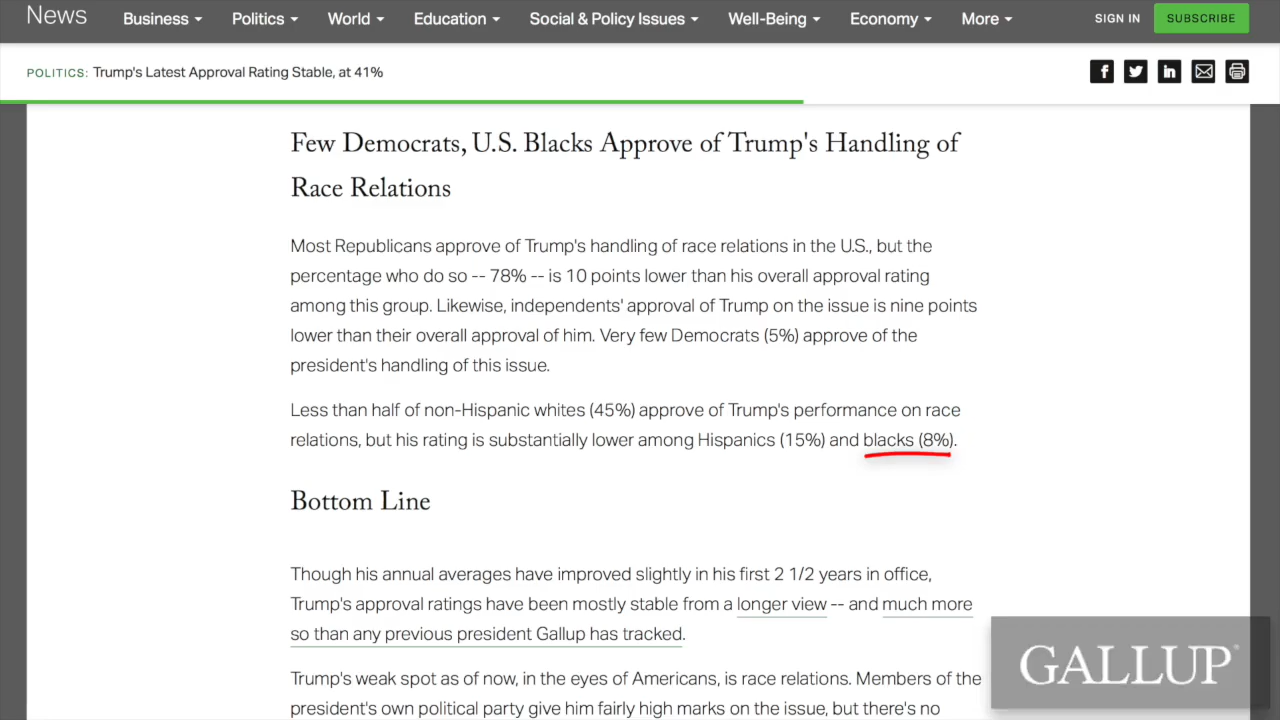 News Business Politics World Education Social & Policy Issues Well-Being Economy More SIGN IN SUBSCRIBE
POLITICS: Trump's Latest Approval Rating Stable, at 41%
Few Democrats, U.S. Blacks Approve of Trump's Handling of
Race Relations
Most Republicans approve of Trump's handling of race relations in the U.S., but the
percentage who do so -- 78% -- is 10 points lower than his overall approval rating
among this group. Likewise, independents' approval of Trump on the issue is nine points
lower than their overall approval of him. Very few Democrats (5%) approve of the
president's handling of this issue.
Less than half of non-Hispanic whites (45%) approve of Trump's performance on race
relations, but his rating is substantially lower among Hispanics (15%) and blacks (8%).
Bottom Line
Though his annual averages have improved slightly in his first 2 1/2 years in office,
Trump's approval ratings have been mostly stable from a longer view -- and much more
so than any previous president Gallup has tracked.
Trump's weak spot as of now, in the eyes of Americans, is race relations. Members of the
president's own political party give him fairly high marks on the issue, but there's no
GALLUP®